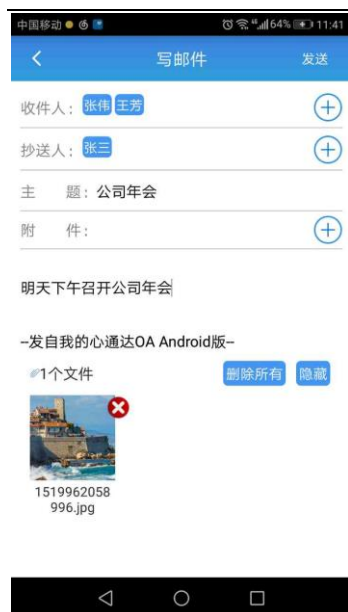 中国移动 4G 64% 11:41
写邮件 发送
收件人: 张伟 王芳
抄送人: 张三
主 题: 公司年会
附 件:
明天下午召开公司年会
--发自我的心通达OA Android版--
1个文件 删除所有 隐藏
1519962058
996.jpg